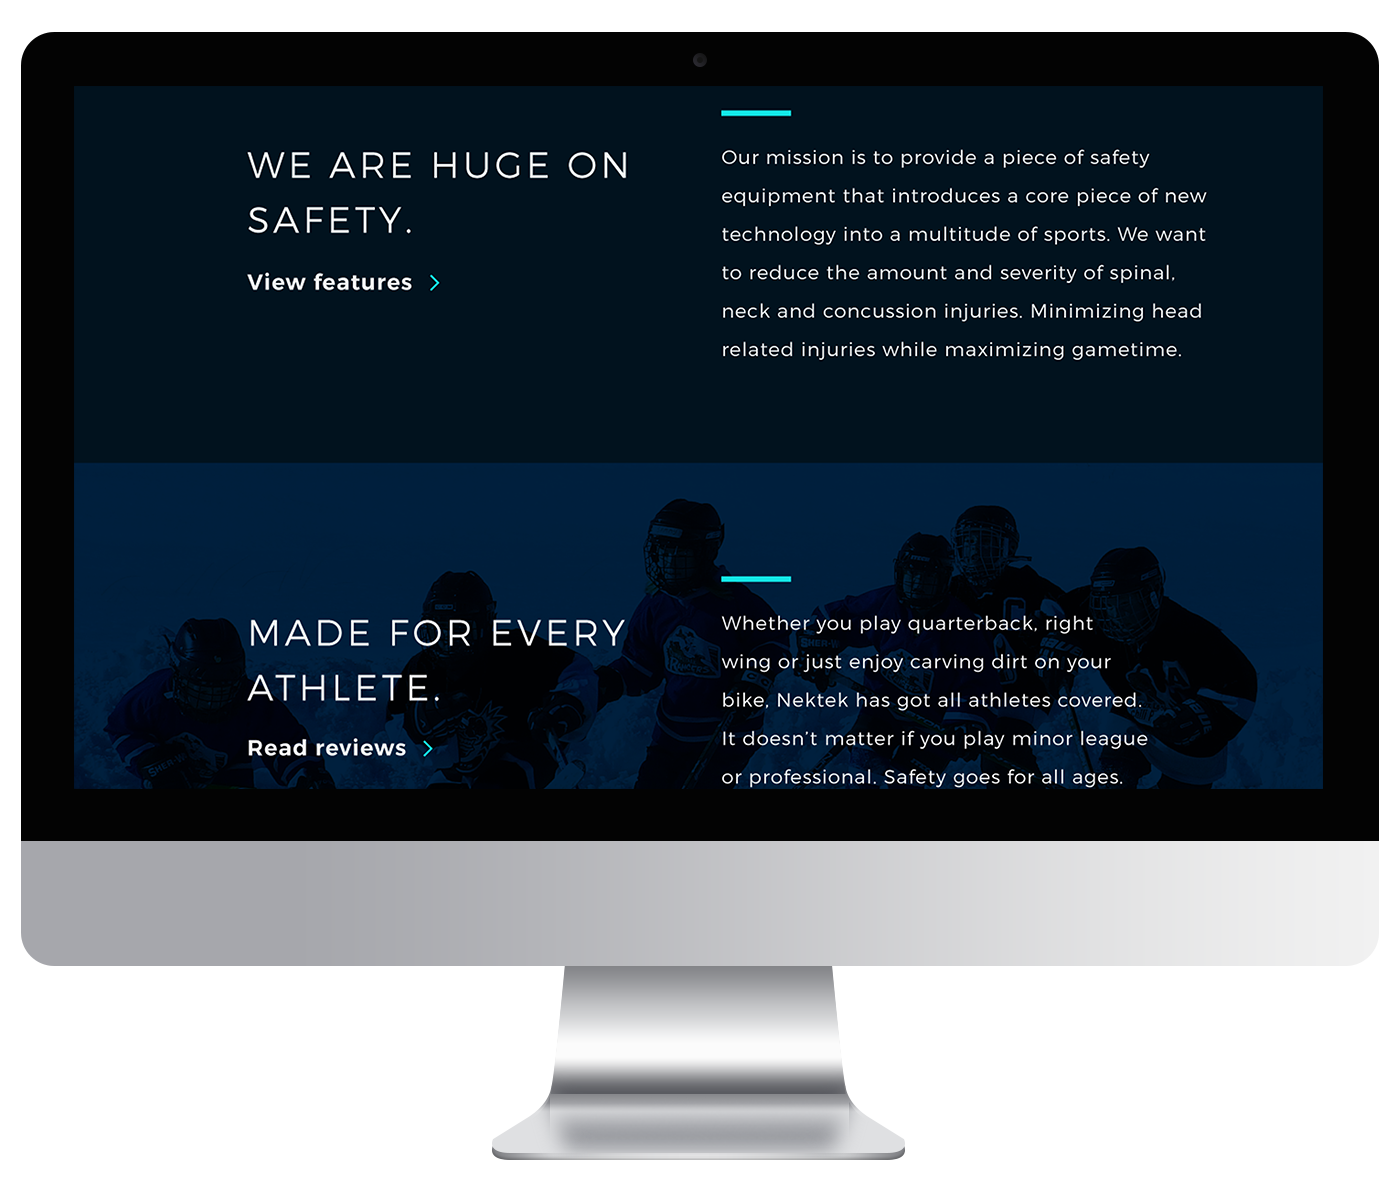 WE ARE HUGE ON
SAFETY.
View features
Our mission is to provide a piece of safety
equipment that introduces a core piece of new
technology into a multitude of sports. We want
to reduce the amount and severity of spinal,
neck and concussion injuries. Minimizing head
related injuries while maximizing gametime.
MADE FOR EVERY
ATHLETE.
Read reviews
Whether you play quarterback, right
wing or just enjoy carving dirt on your
bike, Nektek has got all athletes covered.
It doesn’t matter if you play minor league
or professional. Safety goes for all ages.